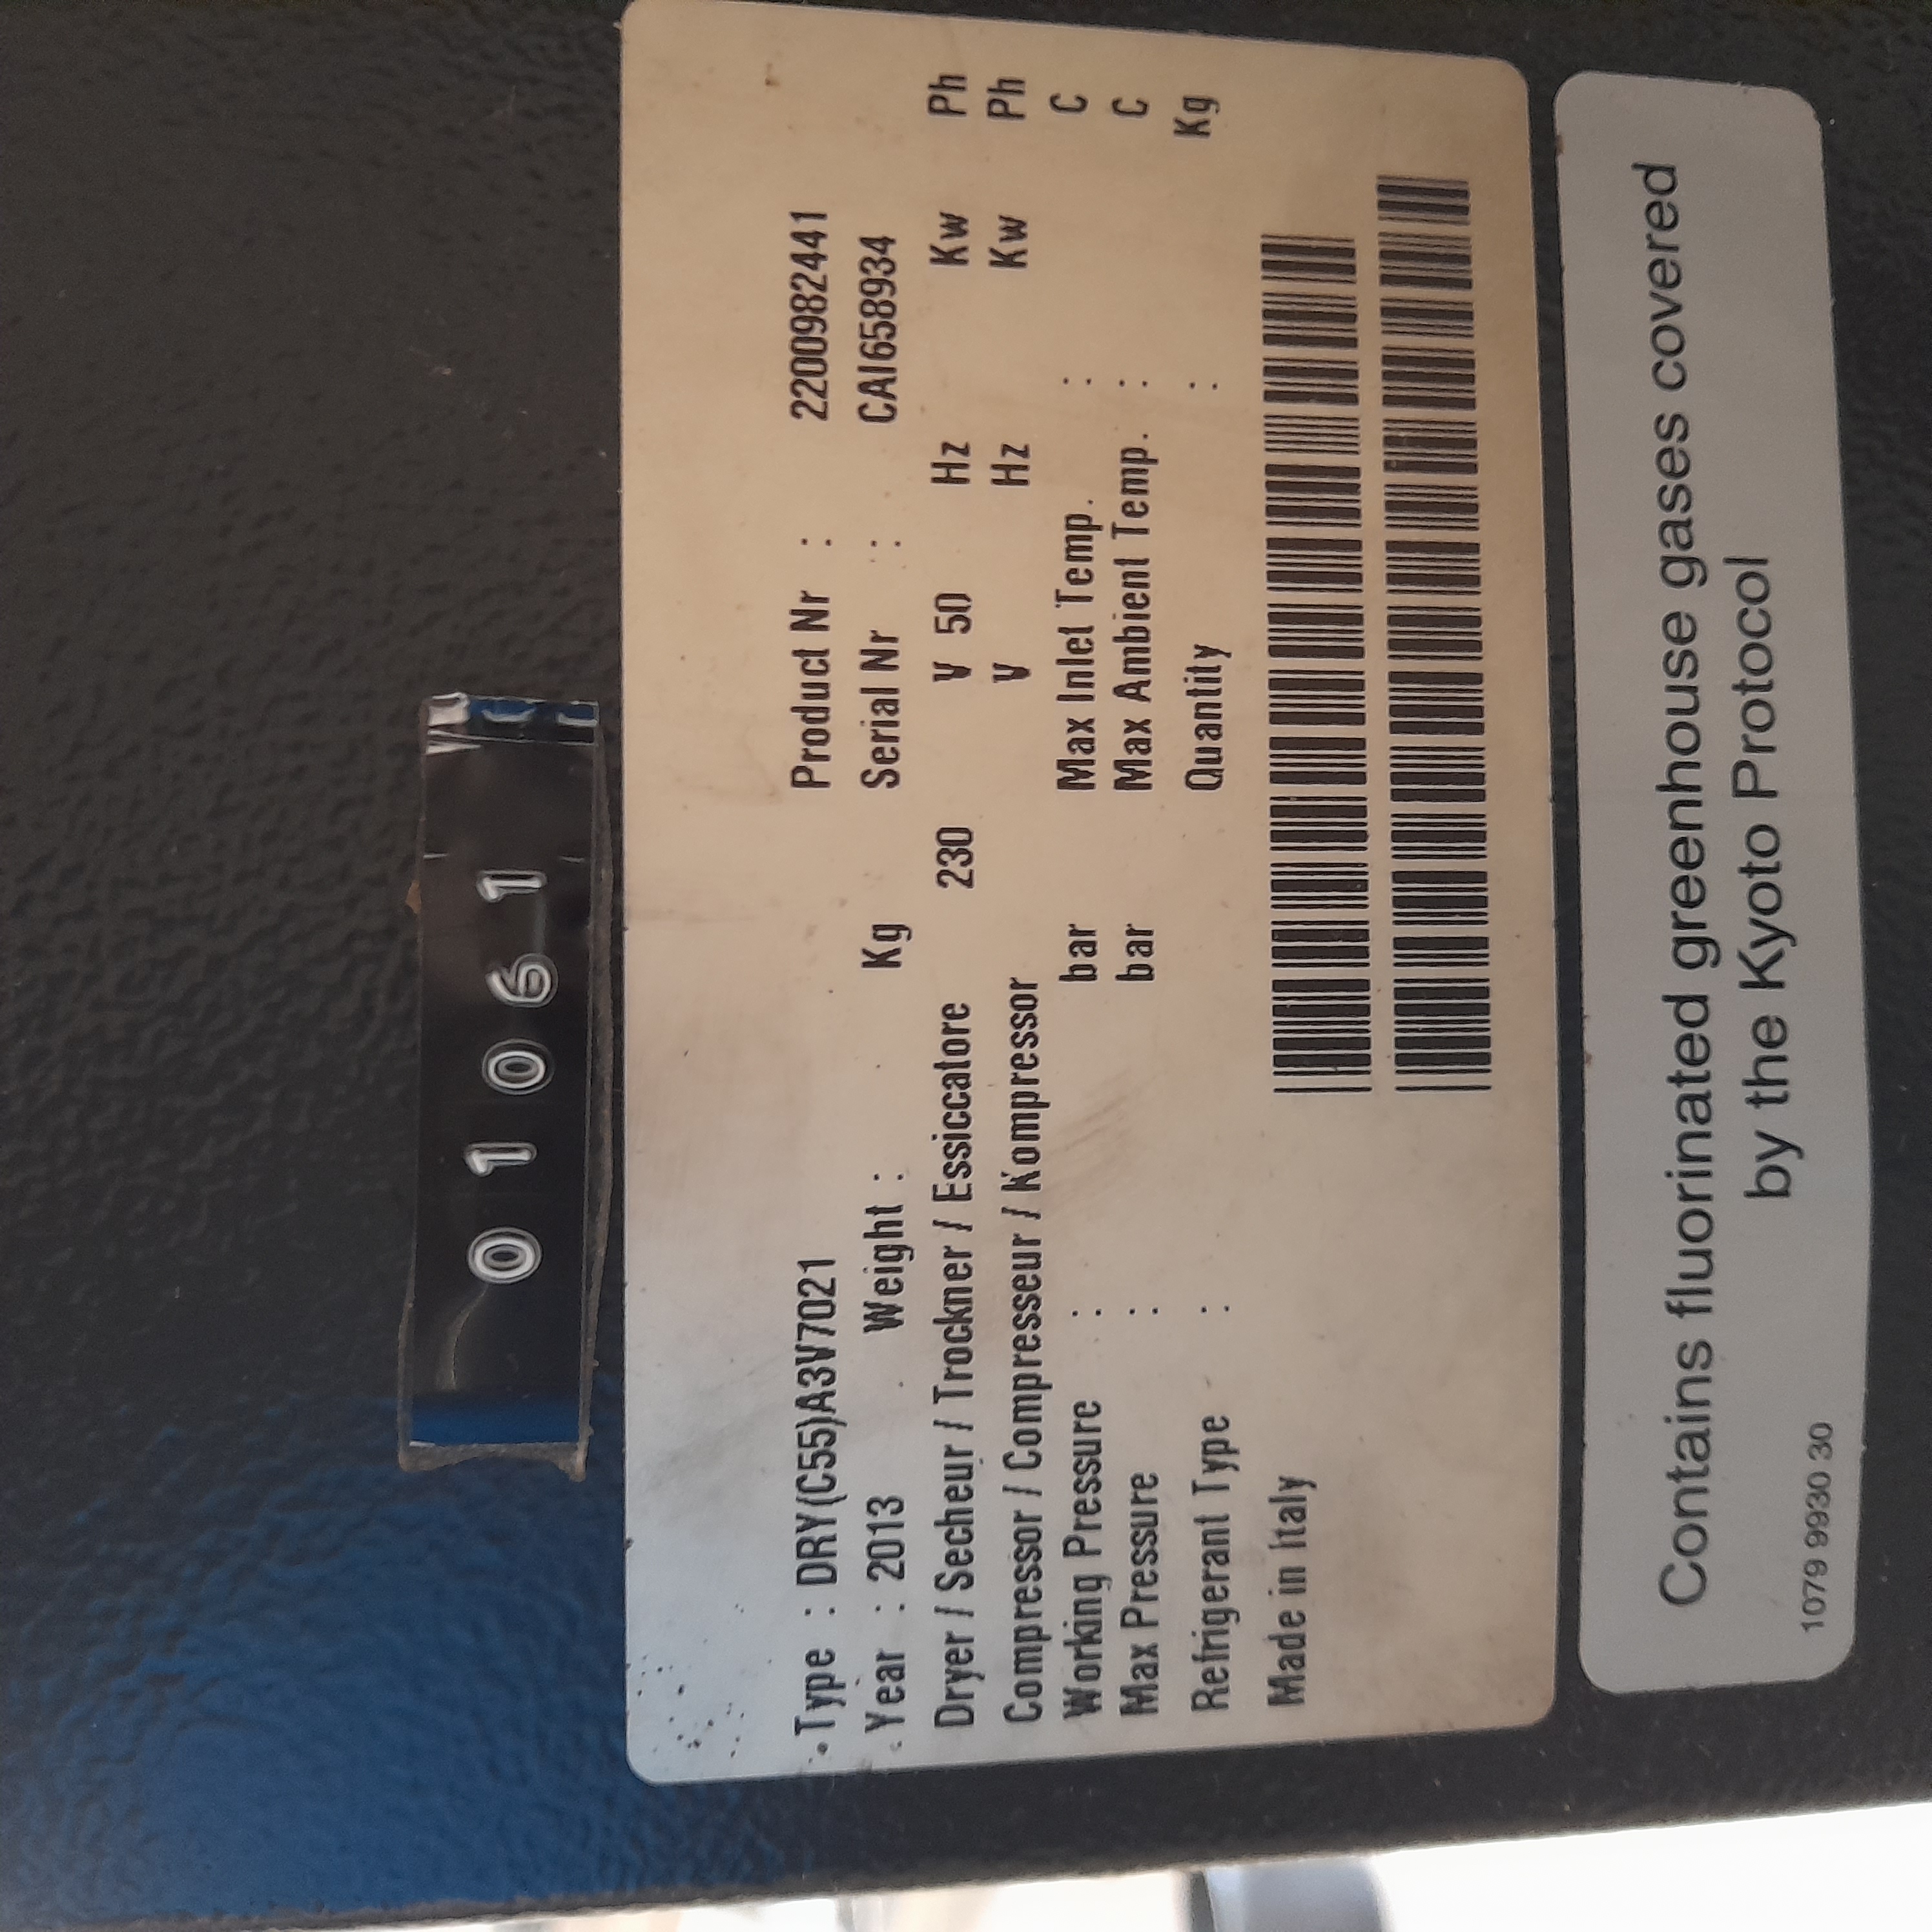 0 1 0 6 1
Type : DRY(C55)A3V7021 Product Nr : 2200982441
Year : 2013 Weight : Kg Serial Nr : CAI658934
Dryer / Secheur / Trockner / Essiccatore 230 V 50 Hz Kw Ph
Compressor / Compresseur / Kompressor V Hz Kw Ph
Working Pressure : bar Max Inlet Temp. : C
Max Pressure : bar Max Ambient Temp. : C
Refrigerant Type : Quantity : Kg
Made in Italy
Contains fluorinated greenhouse gases covered
by the Kyoto Protocol
1079 9930 30